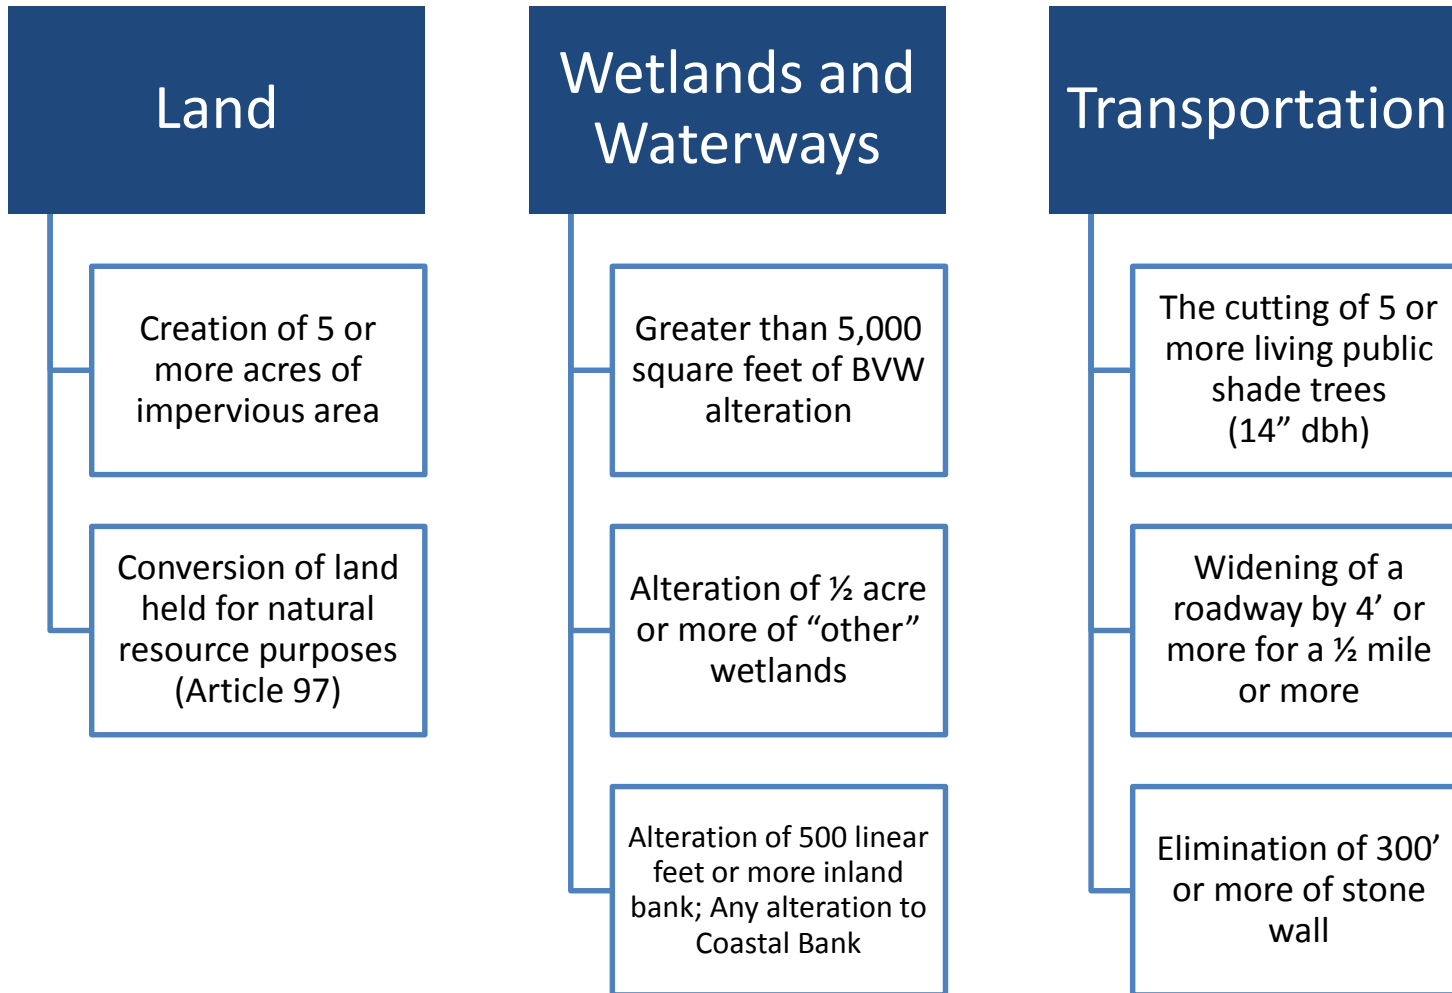 Land
Creation of 5 or
more acres of
impervious area
Conversion of land
held for natural
resource purposes
(Article 97)
Wetlands and
Waterways
Greater than 5,000
square feet of BVW
alteration
Alteration of ½ acre
or more of “other”
wetlands
Alteration of 500 linear
feet or more inland
bank; Any alteration to
Coastal Bank
Transportation
The cutting of 5 or
more living public
shade trees
(14” dbh)
Widening of a
roadway by 4’ or
more for a ½ mile
or more
Elimination of 300’
or more of stone
wall